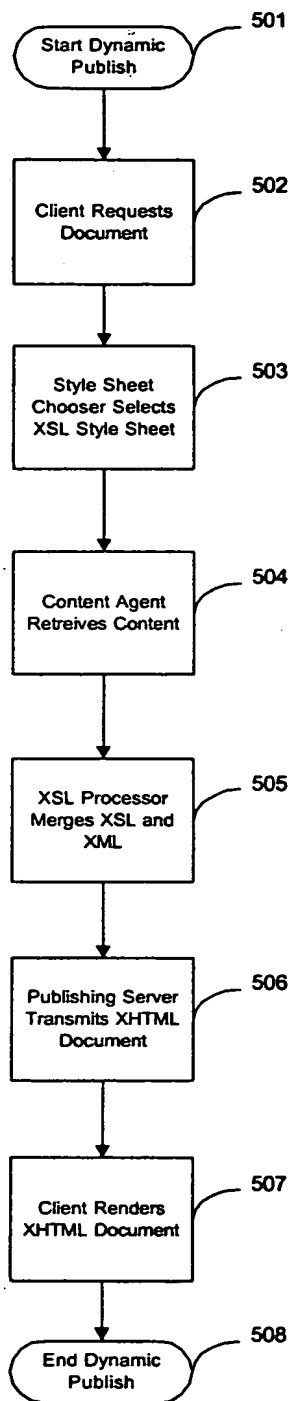 501
Start Dynamic
Publish
502
Client Requests
Document
503
Style Sheet
Chooser Selects
XSL Style Sheet
504
Content Agent
Retreives Content
505
XSL Processor
Merges XSL and
XML
506
Publishing Server
Transmits XHTML
Document
507
Client Renders
XHTML Document
508
End Dynamic
Publish